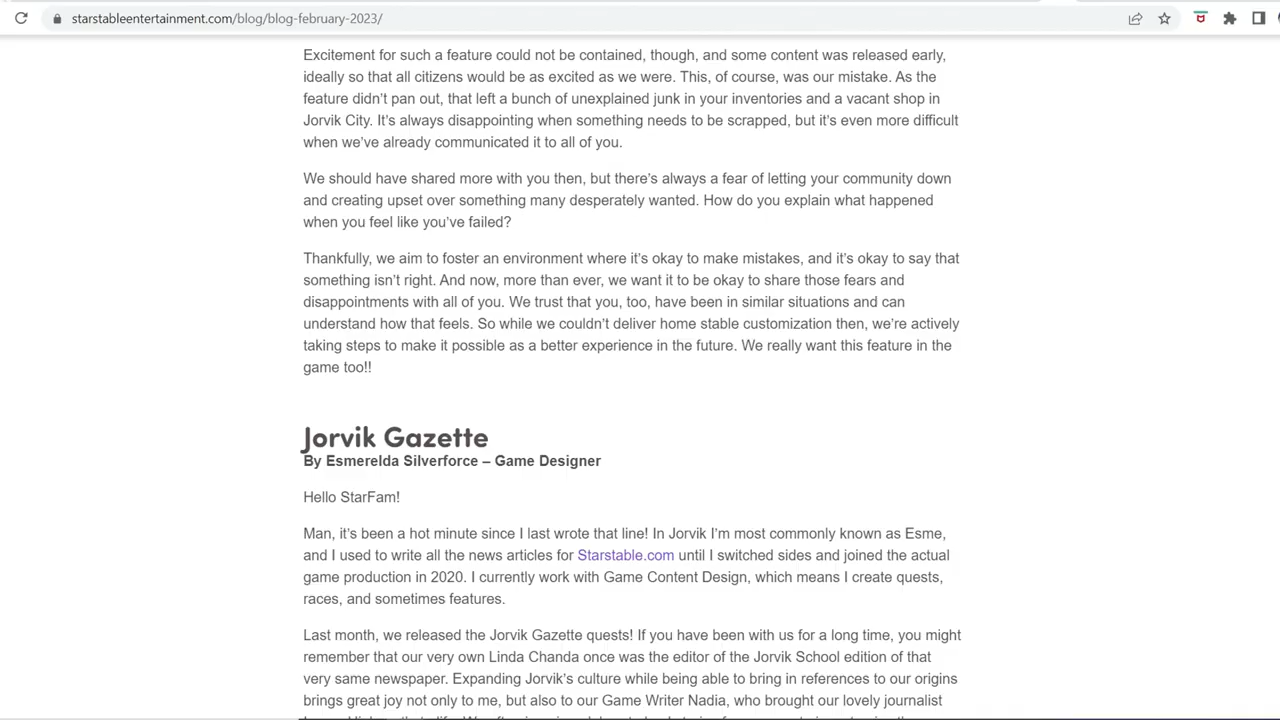 starstableentertainment.com/blog/blog-february-2023/
Excitement for such a feature could not be contained, though, and some content was released early,
ideally so that all citizens would be as excited as we were. This, of course, was our mistake. As the
feature didn’t pan out, that left a bunch of unexplained junk in your inventories and a vacant shop in
Jorvik City. It’s always disappointing when something needs to be scrapped, but it’s even more difficult
when we’ve already communicated it to all of you.
We should have shared more with you then, but there’s always a fear of letting your community down
and creating upset over something many desperately wanted. How do you explain what happened
when you feel like you’ve failed?
Thankfully, we aim to foster an environment where it’s okay to make mistakes, and it’s okay to say that
something isn’t right. And now, more than ever, we want it to be okay to share those fears and
disappointments with all of you. We trust that you, too, have been in similar situations and can
understand how that feels. So while we couldn’t deliver home stable customization then, we’re actively
taking steps to make it possible as a better experience in the future. We really want this feature in the
game too!!
Jorvik Gazette
By Esmerelda Silverforce – Game Designer
Hello StarFam!
Man, it’s been a hot minute since I last wrote that line! In Jorvik I’m most commonly known as Esme,
and I used to write all the news articles for Starstable.com until I switched sides and joined the actual
game production in 2020. I currently work with Game Content Design, which means I create quests,
races, and sometimes features.
Last month, we released the Jorvik Gazette quests! If you have been with us for a long time, you might
remember that our very own Linda Chanda once was the editor of the Jorvik School edition of that
very same newspaper. Expanding Jorvik’s culture while being able to bring in references to our origins
brings great joy not only to me, but also to our Game Writer Nadia, who brought our lovely journalist